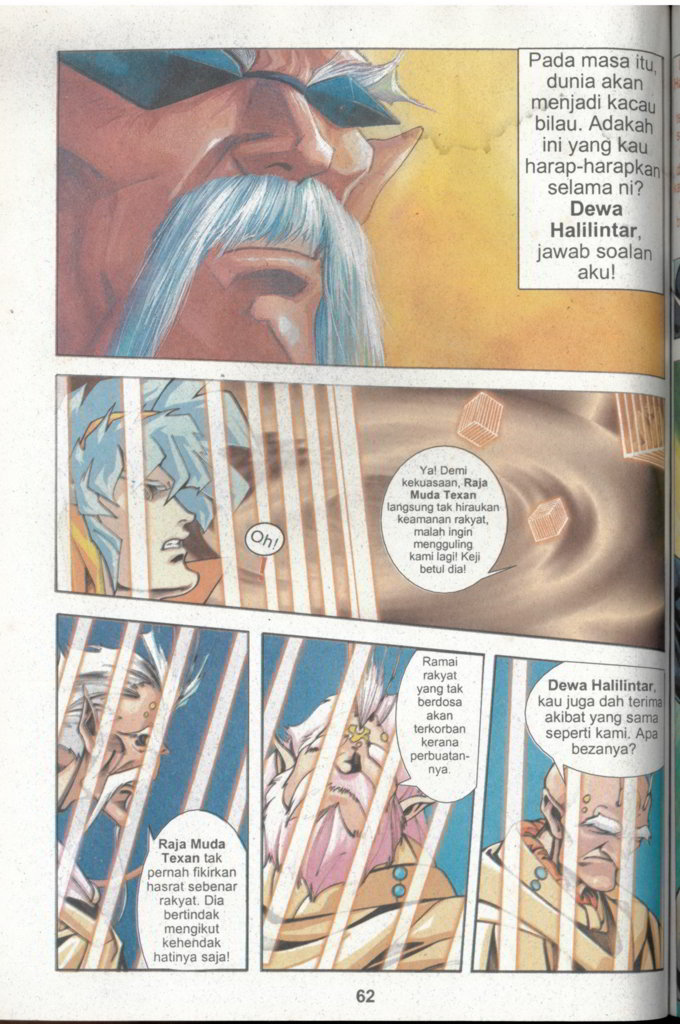 Pada masa itu,
dunia akan
menjadi kacau
bilau. Adakah
ini yang kau
harap-harapkan
selama ni?
Dewa
Halilintar,
jawab soalan
aku!
Oh!
Ya! Demi
kekuasaan, Raja
Muda Texan
langsung tak hiraukan
keamanan rakyat,
malah ingin
mengguling
kami lagi! Keji
betul dia!
Raja Muda
Texan tak
pernah fikirkan
hasrat sebenar
rakyat. Dia
bertindak
mengikut
kehendak
hatinya saja!
Ramai
rakyat
yang tak
berdosa
akan
terkorban
kerana
perbuatan-
nya.
Dewa Halilintar,
kau juga dah terima
akibat yang sama
seperti kami. Apa
bezanya?
62